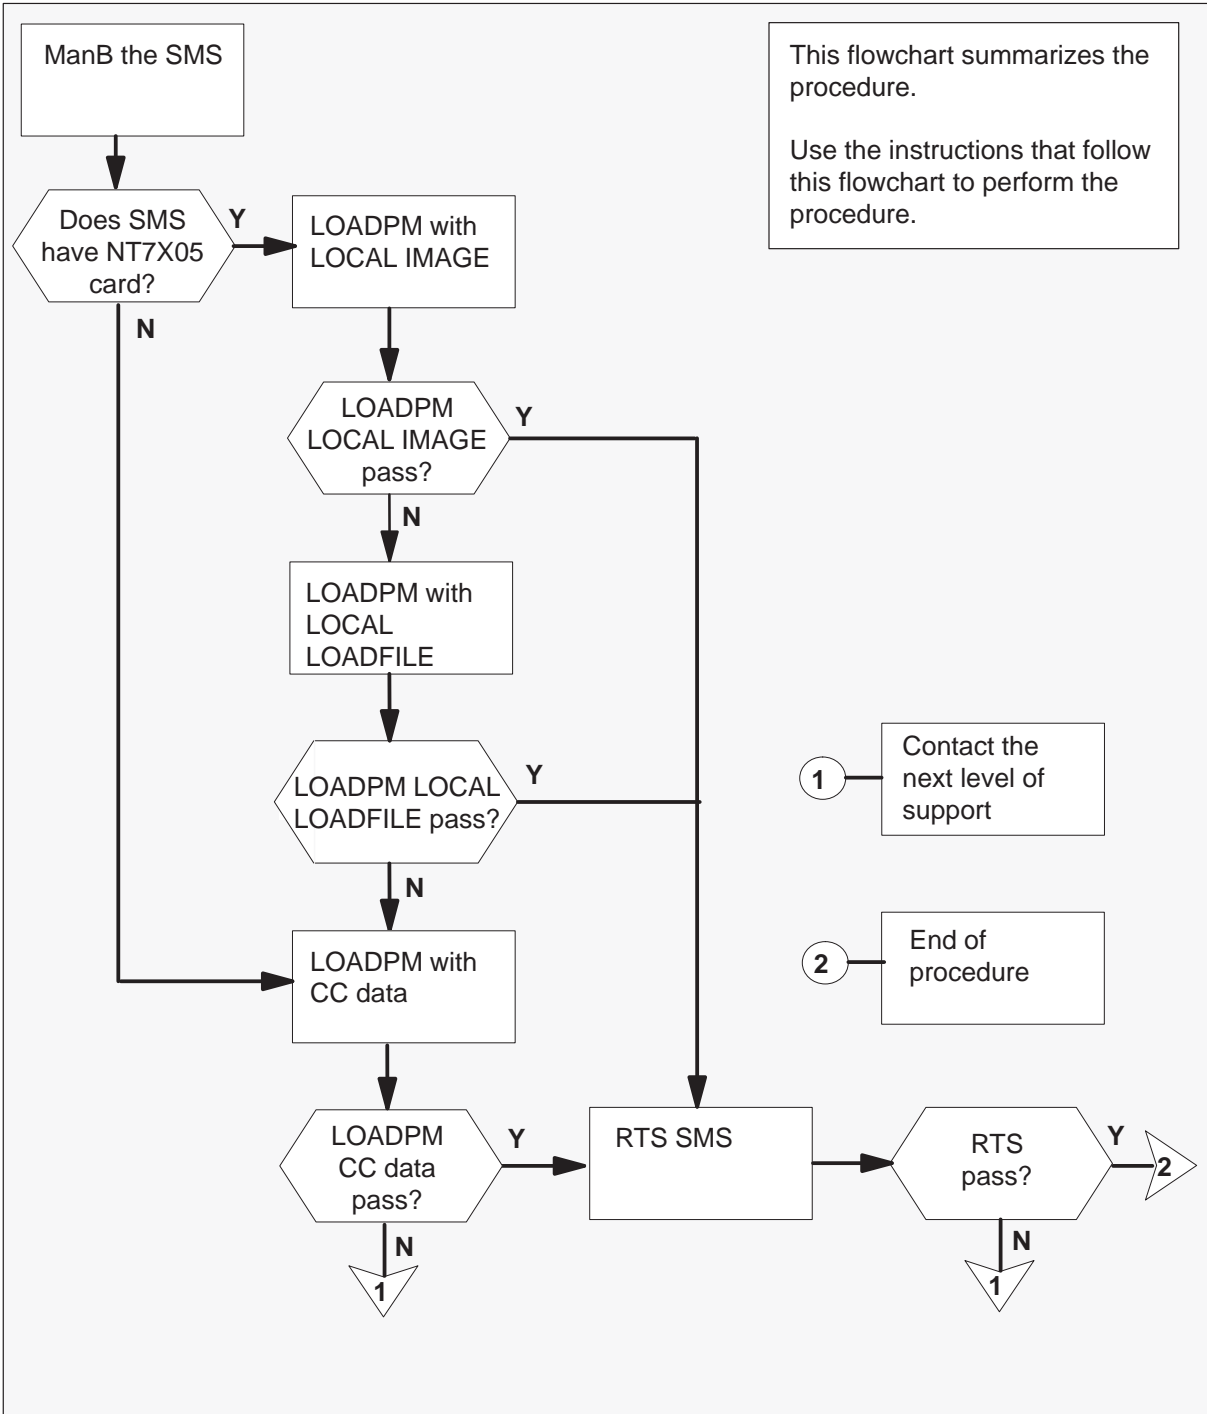 ManB the SMS
This flowchart summarizes the
procedure.
Use the instructions that follow
this flowchart to perform the
procedure.
Does SMS
have NT7X05
card?
Y
N
LOADPM with
LOCAL IMAGE
LOADPM
LOCAL IMAGE
pass?
Y
N
LOADPM with
LOCAL
LOADFILE
LOADPM LOCAL
LOADFILE pass?
Y
N
1
Contact the
next level of
support
LOADPM with
CC data
2
End of
procedure
LOADPM
CC data
pass?
Y
N
1
RTS SMS
RTS
pass?
Y
2
N
1